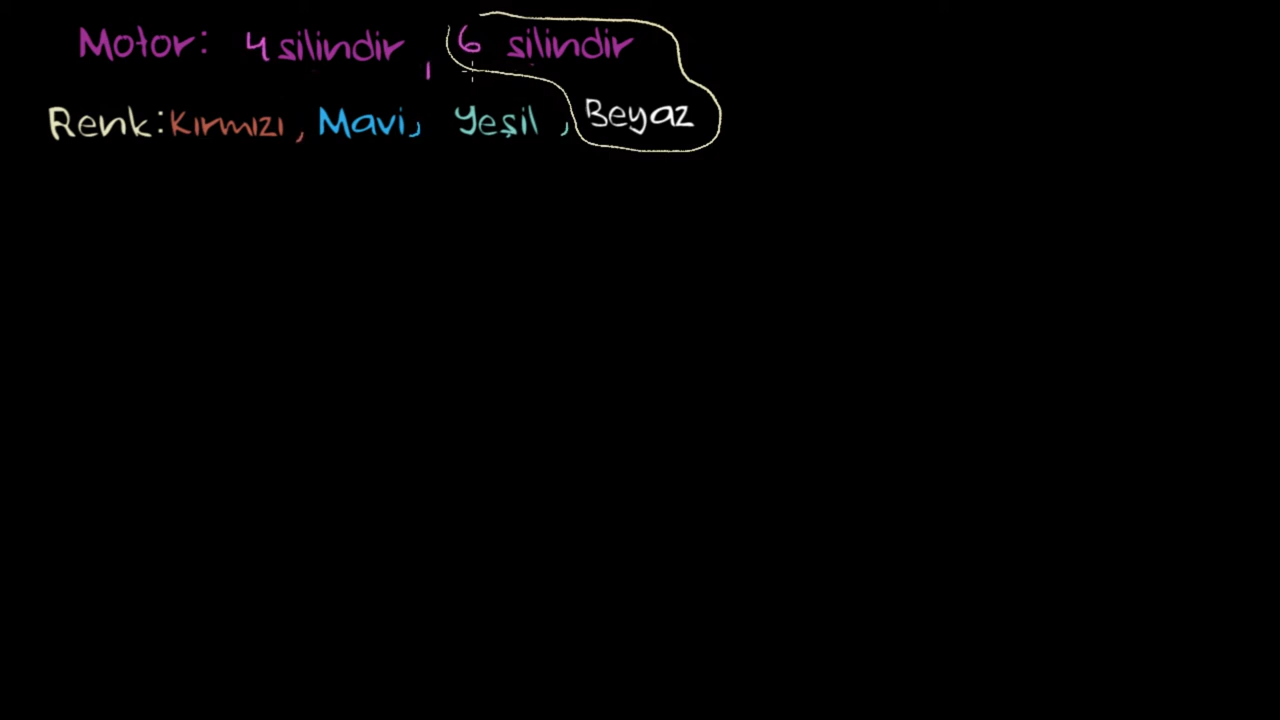 Motor: 4 silindir, 6 silindir
Renk: Kırmızı, Mavi, Yeşil, Beyaz